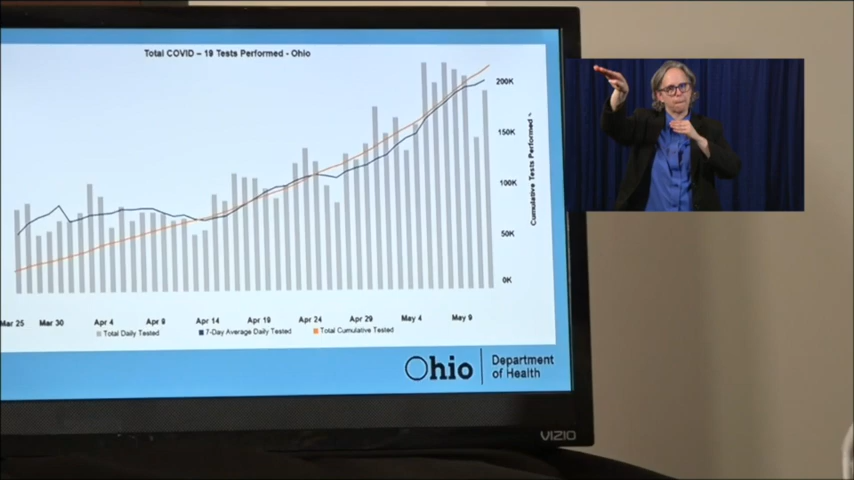 Total COVID – 19 Tests Performed - Ohio
200K
150K
100K
50K
0K
Cumulative Tests Performed
Mar 25 Mar 30 Apr 4 Apr 9 Apr 14 Apr 19 Apr 24 Apr 29 May 4 May 9
Total Daily Tested 7-Day Average Daily Tested Total Cumulative Tested
Ohio Department
of Health
VIZIO